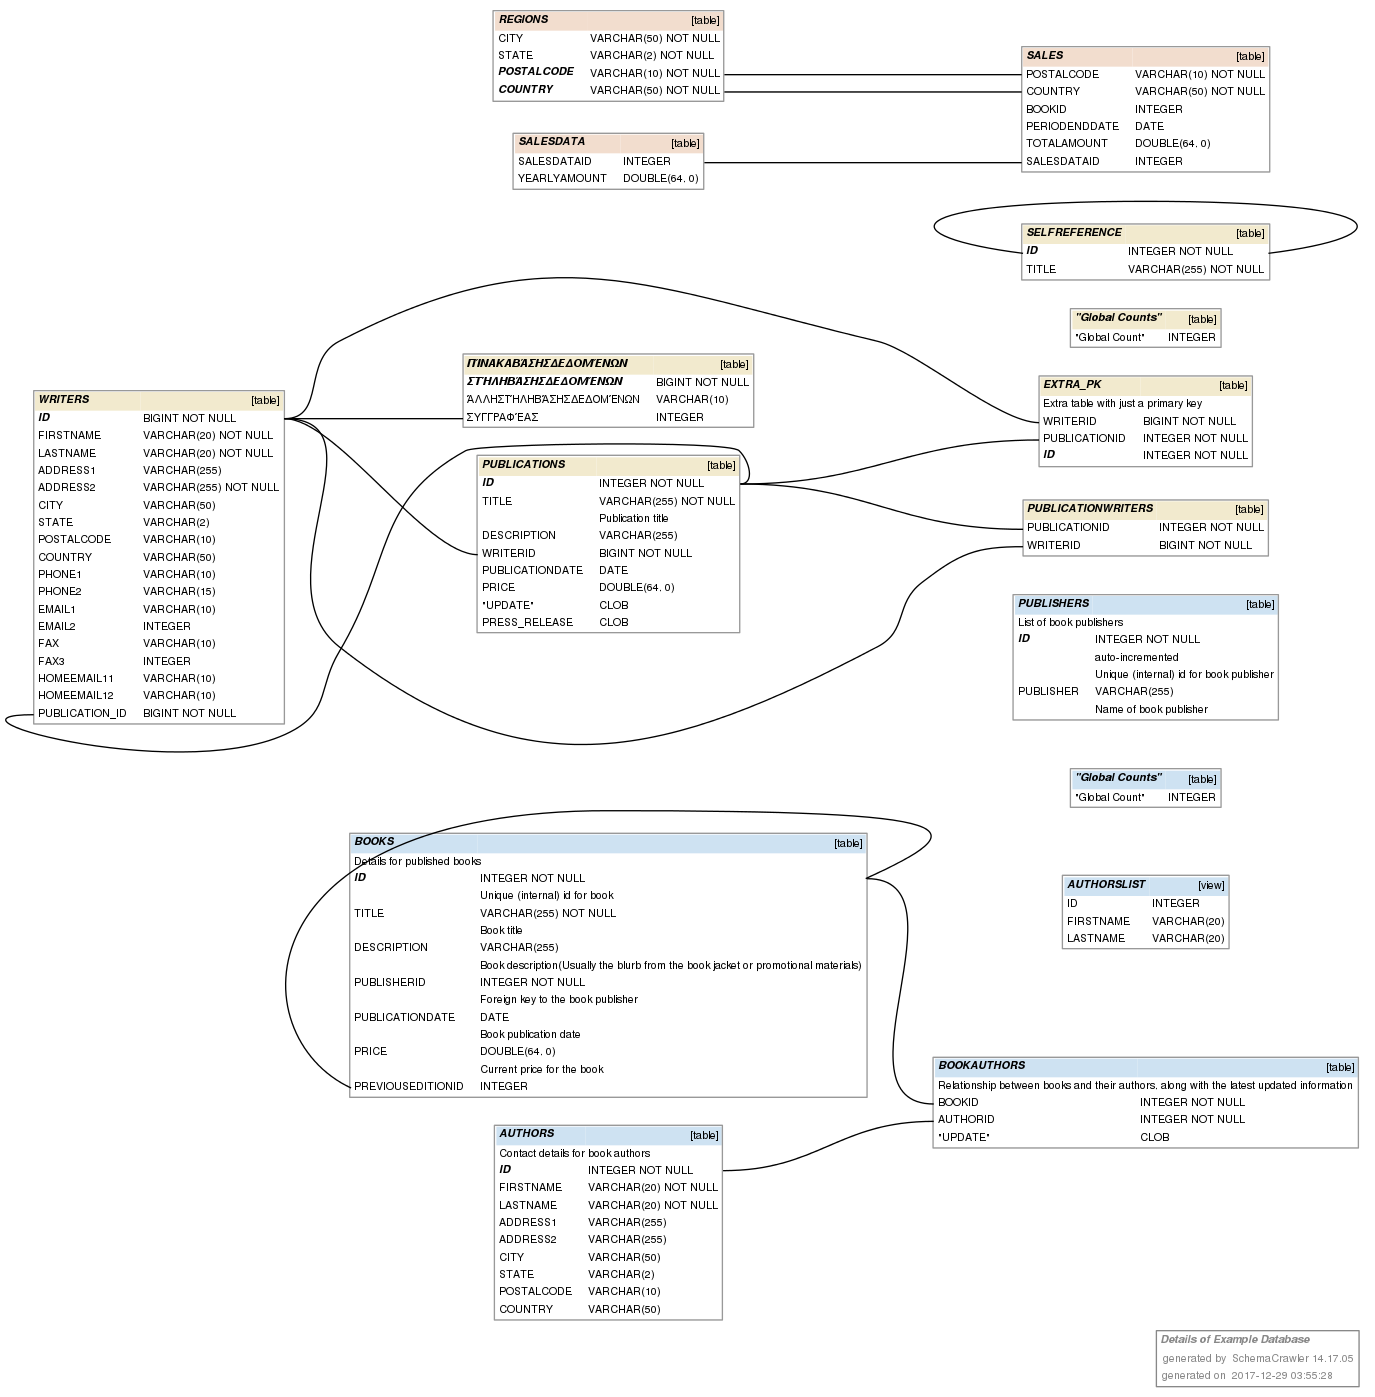 REGIONS [table]
CITY VARCHAR(50) NOT NULL
STATE VARCHAR(2) NOT NULL
POSTALCODE VARCHAR(10) NOT NULL
COUNTRY VARCHAR(50) NOT NULL
SALES [table]
POSTALCODE VARCHAR(10) NOT NULL
COUNTRY VARCHAR(50) NOT NULL
BOOKID INTEGER
PERIODENDDATE DATE
TOTALAMOUNT DOUBLE(64, 0)
SALESDATAID INTEGER
SALESDATA [table]
SALESDATAID INTEGER
YEARLYAMOUNT DOUBLE(64, 0)
SELFREFERENCE [table]
ID INTEGER NOT NULL
TITLE VARCHAR(255) NOT NULL
"Global Counts" [table]
"Global Count" INTEGER
ΠΊΝΑΚΑΒΆΣΗΣΔΕΔΟΜΈΝΩΝ [table]
ΣΤΉΛΗΒΆΣΗΣΔΕΔΟΜΈΝΩΝ BIGINT NOT NULL
ΆΛΛΗΣΤΉΛΗΒΆΣΗΣΔΕΔΟΜΈΝΩΝ VARCHAR(10)
ΣΥΓΓΡΑΦΈΑΣ INTEGER
EXTRA_PK [table]
Extra table with just a primary key
WRITERID BIGINT NOT NULL
PUBLICATIONID INTEGER NOT NULL
ID INTEGER NOT NULL
WRITERS [table]
ID BIGINT NOT NULL
FIRSTNAME VARCHAR(20) NOT NULL
LASTNAME VARCHAR(20) NOT NULL
ADDRESS1 VARCHAR(255)
ADDRESS2 VARCHAR(255) NOT NULL
CITY VARCHAR(50)
STATE VARCHAR(2)
POSTALCODE VARCHAR(10)
COUNTRY VARCHAR(50)
PHONE1 VARCHAR(10)
PHONE2 VARCHAR(15)
EMAIL1 VARCHAR(10)
EMAIL2 INTEGER
FAX VARCHAR(10)
FAX3 INTEGER
HOMEEMAIL11 VARCHAR(10)
HOMEEMAIL12 VARCHAR(10)
PUBLICATION_ID BIGINT NOT NULL
PUBLICATIONS [table]
ID INTEGER NOT NULL
TITLE VARCHAR(255) NOT NULL
Publication title
DESCRIPTION VARCHAR(255)
WRITERID BIGINT NOT NULL
PUBLICATIONDATE DATE
PRICE DOUBLE(64, 0)
"UPDATE" CLOB
PRESS_RELEASE CLOB
PUBLICATIONWRITERS [table]
PUBLICATIONID INTEGER NOT NULL
WRITERID BIGINT NOT NULL
PUBLISHERS [table]
List of book publishers
ID INTEGER NOT NULL
auto-incremented
Unique (internal) id for book publisher
PUBLISHER VARCHAR(255)
Name of book publisher
"Global Counts" [table]
"Global Count" INTEGER
BOOKS [table]
Details for published books
ID INTEGER NOT NULL
Unique (internal) id for book
TITLE VARCHAR(255) NOT NULL
Book title
DESCRIPTION VARCHAR(255)
Book description(Usually the blurb from the book jacket or promotional materials)
PUBLISHERID INTEGER NOT NULL
Foreign key to the book publisher
PUBLICATIONDATE DATE
Book publication date
PRICE DOUBLE(64, 0)
Current price for the book
PREVIOUSEDITIONID INTEGER
AUTHORSLIST [view]
ID INTEGER
FIRSTNAME VARCHAR(20)
LASTNAME VARCHAR(20)
BOOKAUTHORS [table]
Relationship between books and their authors, along with the latest updated information
BOOKID INTEGER NOT NULL
AUTHORID INTEGER NOT NULL
"UPDATE" CLOB
AUTHORS [table]
Contact details for book authors
ID INTEGER NOT NULL
FIRSTNAME VARCHAR(20) NOT NULL
LASTNAME VARCHAR(20) NOT NULL
ADDRESS1 VARCHAR(255)
ADDRESS2 VARCHAR(255)
CITY VARCHAR(50)
STATE VARCHAR(2)
POSTALCODE VARCHAR(10)
COUNTRY VARCHAR(50)
Details of Example Database
generated by SchemaCrawler 14.17.05
generated on 2017-12-29 03:55:28